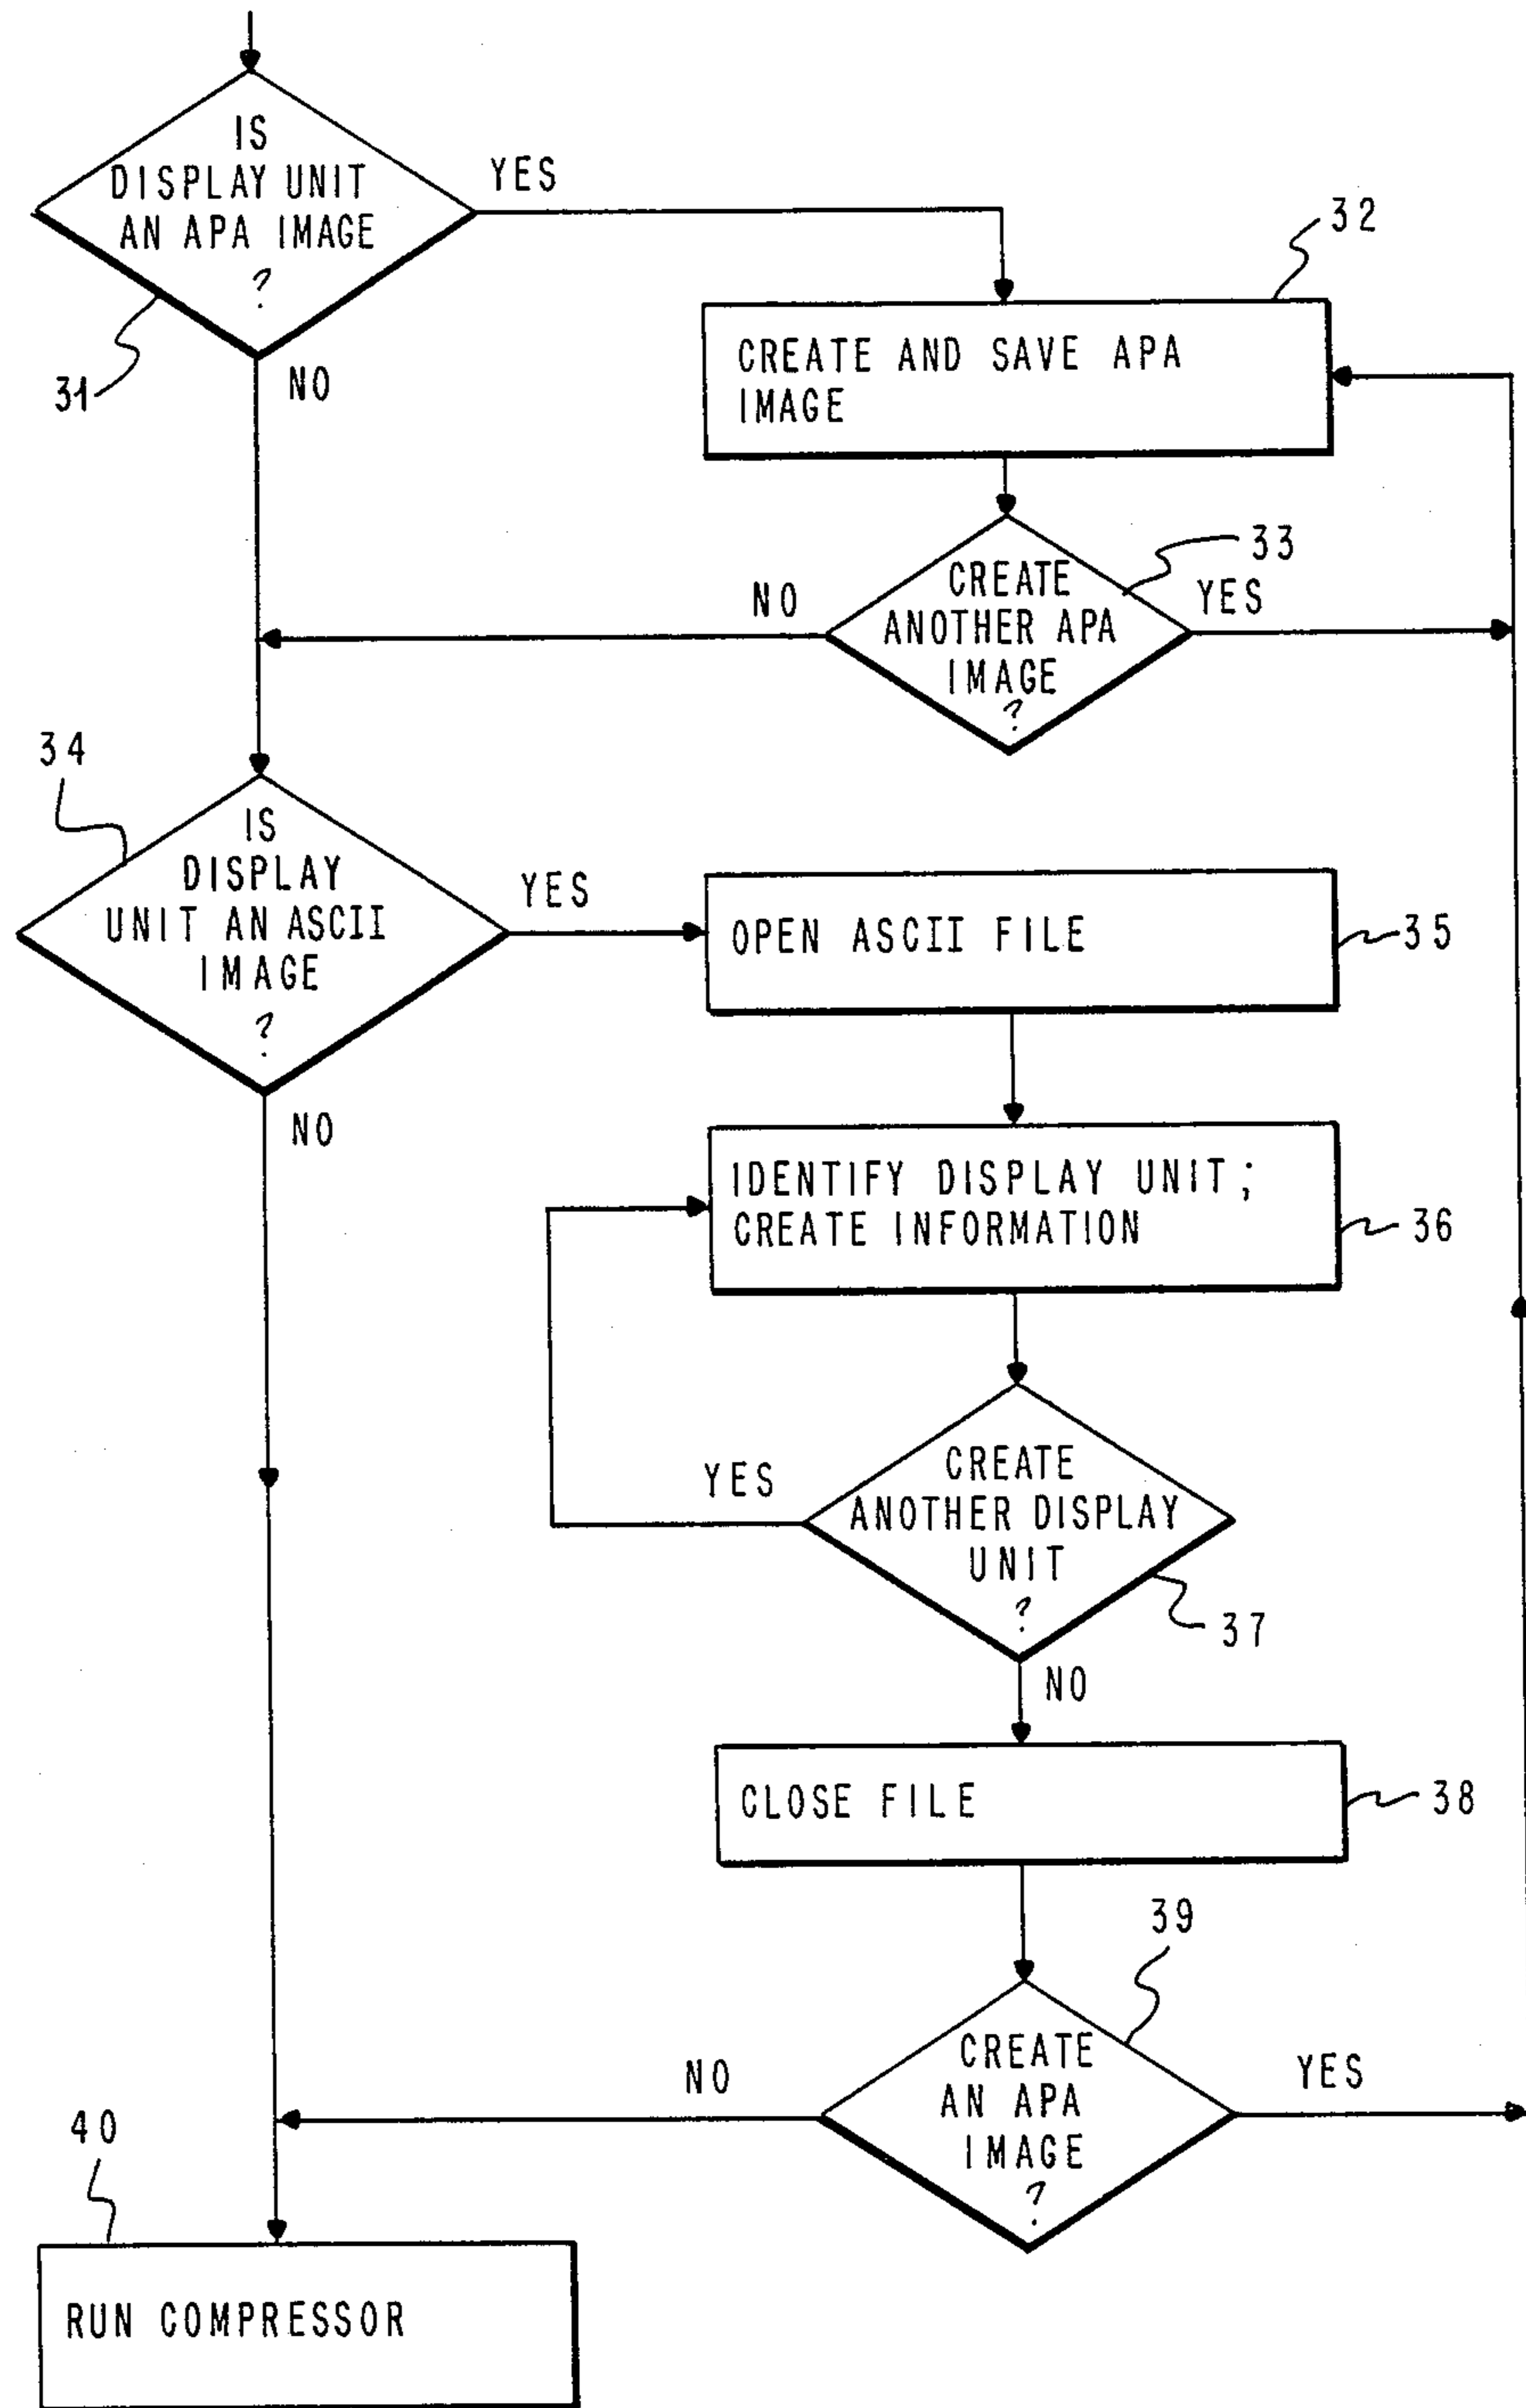 IS
DISPLAY UNIT
AN APA IMAGE
?
YES
31
NO
32
CREATE AND SAVE APA
IMAGE
33
CREATE
ANOTHER APA
IMAGE
?
NO
YES
34
IS
DISPLAY
UNIT AN ASCII
IMAGE
?
YES
NO
OPEN ASCII FILE
35
IDENTIFY DISPLAY UNIT;
CREATE INFORMATION
36
YES
CREATE
ANOTHER DISPLAY
UNIT
?
37
NO
CLOSE FILE
38
39
CREATE
AN APA
IMAGE
?
NO
YES
40
RUN COMPRESSOR